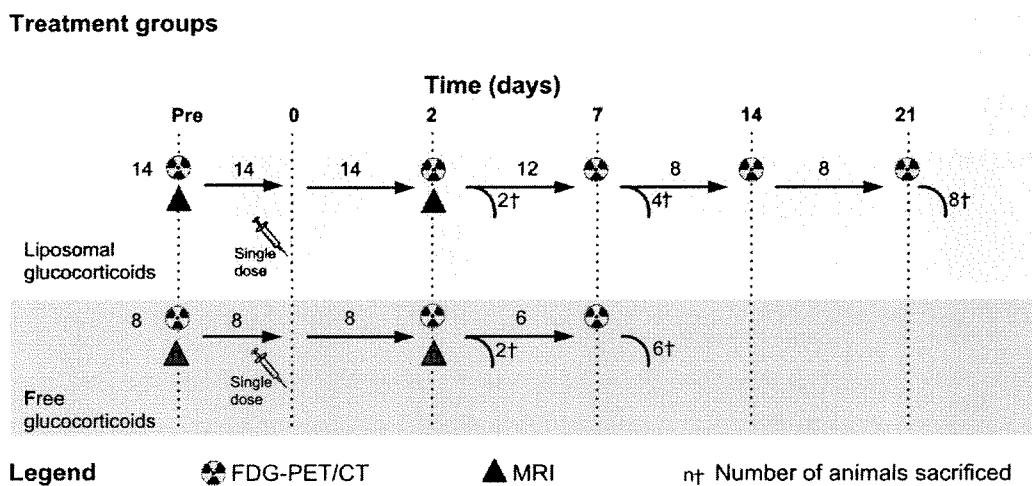 Treatment groups
Time (days)
Pre 0 2 7 14 21
14 14 14 12 8 8
2† 4† 8†
Single
dose
Liposomal
glucocorticoids
8 8 8 6
2† 6†
Single
dose
Free
glucocorticoids
Legend FDG-PET/CT MRI n† Number of animals sacrificed